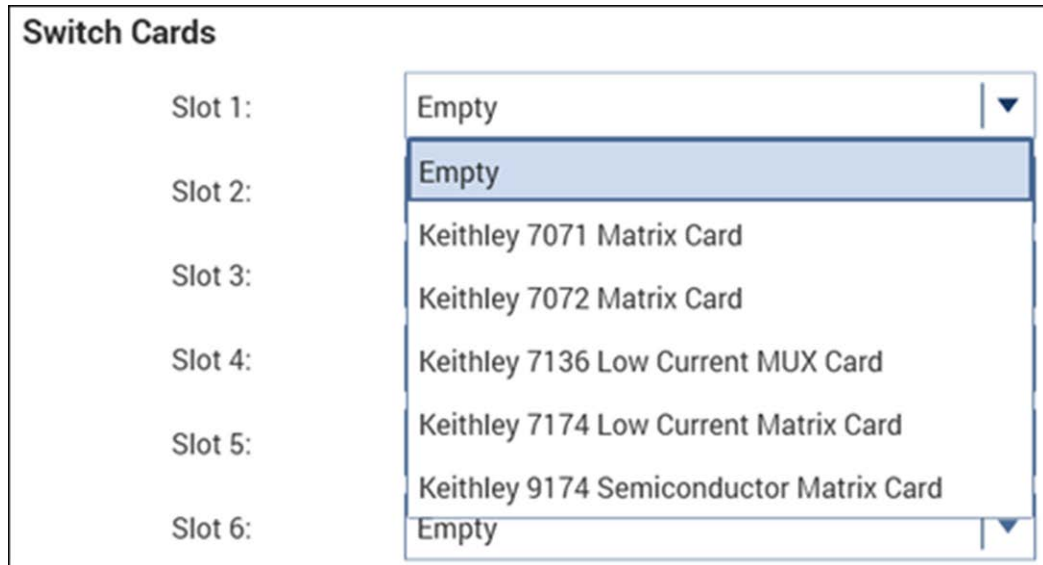 Switch Cards
Slot 1:
Empty
Empty
Slot 2:
Keithley 7071 Matrix Card
Slot 3:
Keithley 7072 Matrix Card
Slot 4:
Keithley 7136 Low Current MUX Card
Slot 5:
Keithley 7174 Low Current Matrix Card
Keithley 9174 Semiconductor Matrix Card
Slot 6:
Empty